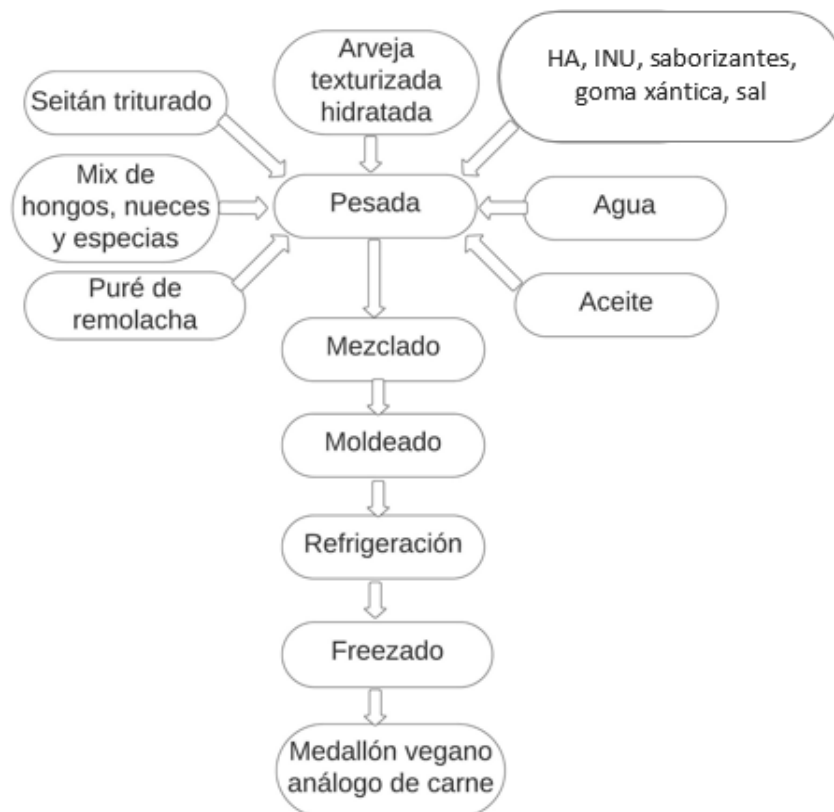 Arveja
texturizada
hidratada
HA, INU, saborizantes,
goma xántica, sal
Seitán triturado
Mix de
hongos, nueces
y especias
Pesada
Agua
Puré de
remolacha
Aceite
Mezclado
Moldeado
Refrigeración
Freezado
Medallón vegano
análogo de carne